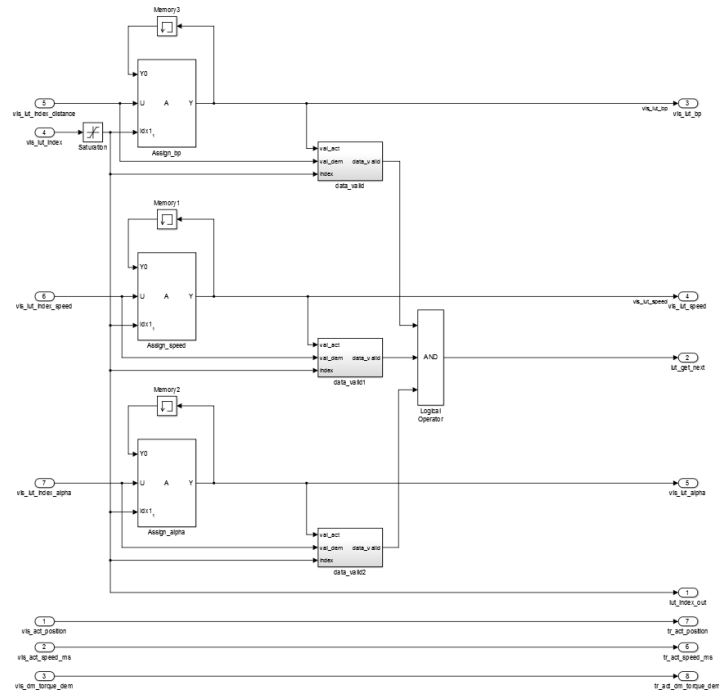 Memory3
Y0
5
U A Y
3
vis_lut_index_distance
vis_lut_bp
vis_lut_bp
4
Idx1
1
vis_lut_index
Saturation
Assign_bp
val_act
val_dem data_valid
index
data_valid
Memory1
Y0
6
U A Y
4
vis_lut_index_speed
vis_lut_speed
vis_lut_speed
Idx1
1
Assign_speed
val_act
val_dem data_valid
index
data_valid1
AND
2
lut_get_next
Logical
Operator
Memory2
Y0
7
U A Y
5
vis_lut_index_alpha
vis_lut_alpha
Idx1
1
Assign_alpha
val_act
val_dem data_valid
index
data_valid2
1
lut_index_out
1
7
vis_act_position
tr_act_position
2
6
vis_act_speed_ms
tr_act_speed_ms
3
8
vis_dm_torque_dem
tr_act_dm_torque_dem